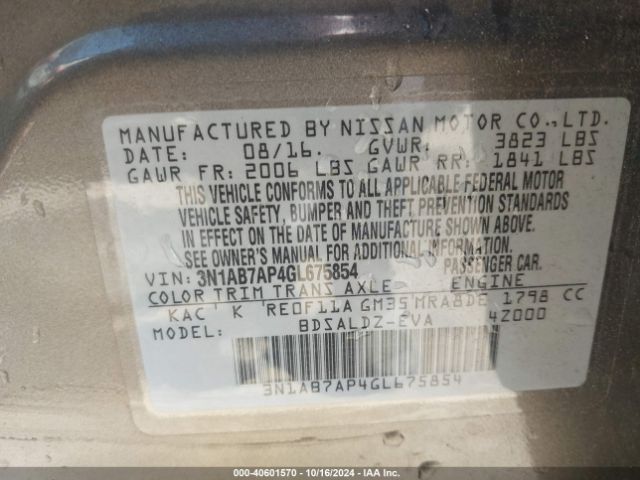 MANUFACTURED BY NISSAN MOTOR CO.,LTD.
DATE: 08/16. GVWR: 3823 LBS
GAWR FR: 2006 LBS GAWR RR: 1841 LBS
THIS VEHICLE CONFORMS TO ALL APPLICABLE FEDERAL MOTOR
VEHICLE SAFETY, BUMPER AND THEFT PREVENTION STANDARDS
IN EFFECT ON THE DATE OF MANUFACTURE SHOWN ABOVE.
SEE OWNER'S MANUAL FOR ADDITIONAL INFORMATION.
VIN: 3N1AB7AP4GL675854 PASSENGER CAR.
COLOR TRIM TRANS AXLE ENGINE
KAC K RE0F11A GM35 MRA8DE 1798 CC
MODEL: BDSALDZ-EVA 4Z000
3N1AB7AP4GL675854
000-40601570 | 10/16/2024 | IAA Inc.